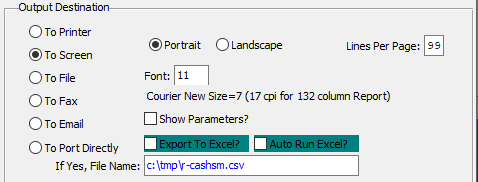 Output Destination
To Printer
To Screen
Portrait
Landscape
Lines Per Page: 99
To File
Font: 11
To Fax
Courier New Size=7 (17 cpi for 132 column Report)
To Email
Show Parameters?
To Port Directly
Export To Excel?
Auto Run Excel?
If Yes, File Name: c:\tmp\r-cashsm.csv